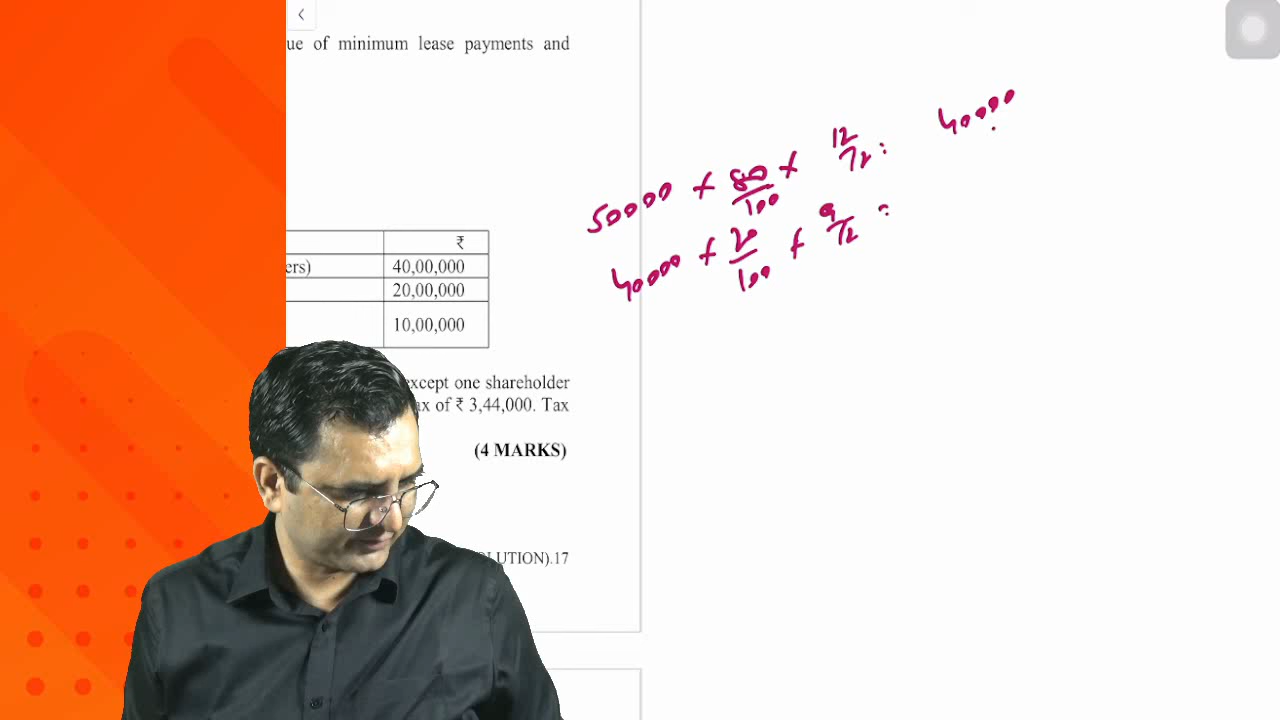 ue of minimum lease payments and
₹
ers) 40,00,000
20,00,000
10,00,000
except one shareholder
ax of ₹ 3,44,000. Tax
(4 MARKS)
LUTION).17
50000 × 80/100 × 12/12 = 40000
40000 × 20/100 × 9/12 =